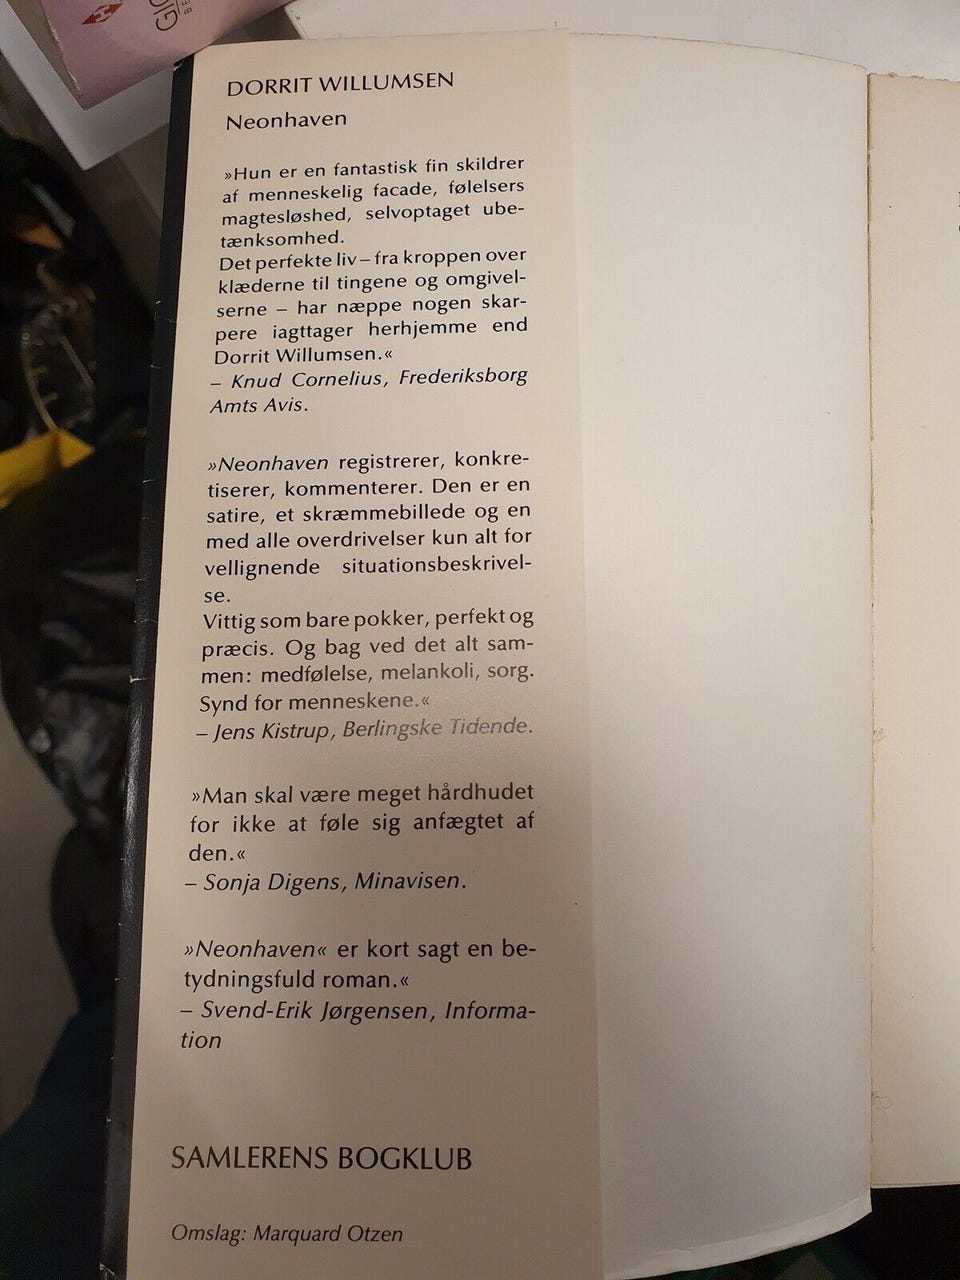 DORRIT WILLUMSEN
Neonhaven
»Hun er en fantastisk fin skildrer
af menneskelig facade, følelsers
magtesløshed, selvoptaget ube-
tænksomhed.
Det perfekte liv – fra kroppen over
klæderne til tingene og omgivel-
serne – har næppe nogen skar-
pere iagttager herhjemme end
Dorrit Willumsen.«
– Knud Cornelius, Frederiksborg
Amts Avis.
»Neonhaven registrerer, konkre-
tiserer, kommenterer. Den er en
satire, et skræmmebillede og en
med alle overdrivelser kun alt for
vellignende situationsbeskrivel-
se.
Vittig som bare pokker, perfekt og
præcis. Og bag ved det alt sam-
men: medfølelse, melankoli, sorg.
Synd for menneskene.«
– Jens Kistrup, Berlingske Tidende.
»Man skal være meget hårdhudet
for ikke at føle sig anfægtet af
den.«
– Sonja Digens, Minavisen.
»Neonhaven« er kort sagt en be-
tydningsfuld roman.«
– Svend-Erik Jørgensen, Informa-
tion
SAMLERENS BOGKLUB
Omslag: Marquard Otzen